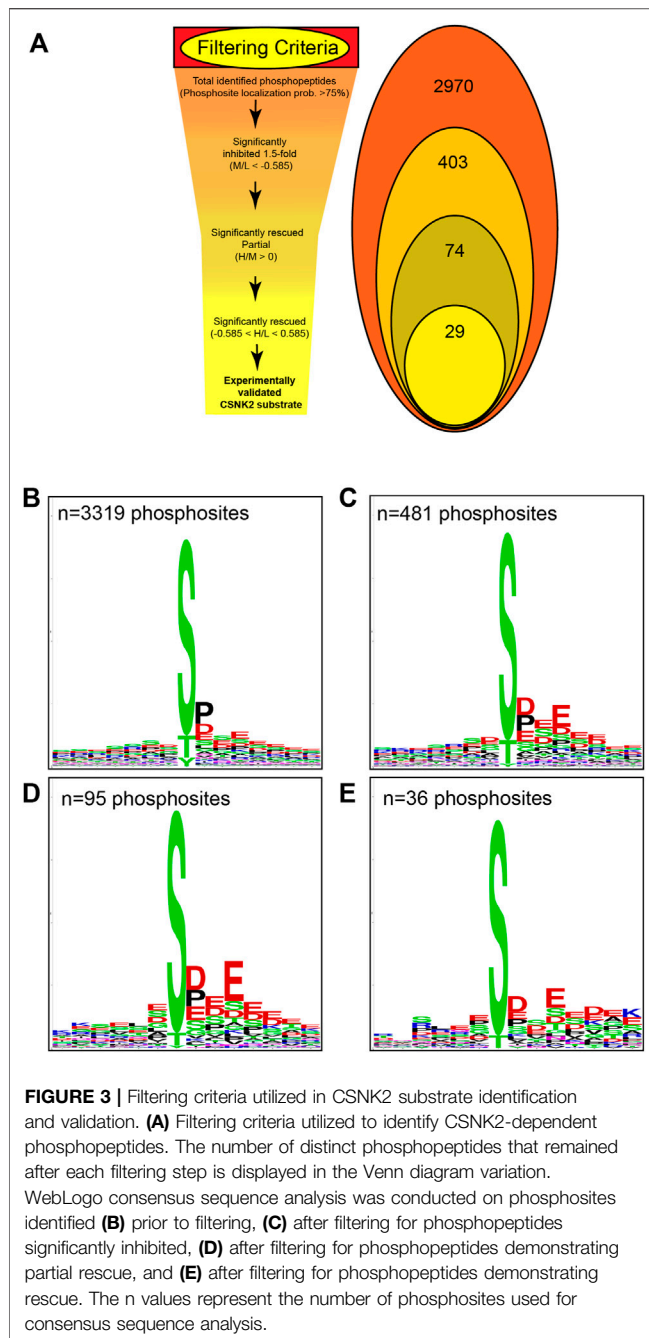 A
Filtering Criteria
Total identified phosphopeptides
(Phosphosite localization prob. >75%)
Significantly
inhibited 1.5-fold
(M/L < -0.585)
Significantly rescued
Partial
(H/M > 0)
Significantly rescued
(-0.585 < H/L < 0.585)
Experimentally
validated
CSNK2 substrate
2970
403
74
29
B
n=3319 phosphosites
S
T
Y
P
D
E
C
n=481 phosphosites
S
T
D
P
E
E
D
n=95 phosphosites
S
T
D
P
E
E
E
n=36 phosphosites
S
T
D
E
FIGURE 3 | Filtering criteria utilized in CSNK2 substrate identification
and validation. (A) Filtering criteria utilized to identify CSNK2-dependent
phosphopeptides. The number of distinct phosphopeptides that remained
after each filtering step is displayed in the Venn diagram variation.
WebLogo consensus sequence analysis was conducted on phosphosites
identified (B) prior to filtering, (C) after filtering for phosphopeptides
significantly inhibited, (D) after filtering for phosphopeptides demonstrating
partial rescue, and (E) after filtering for phosphopeptides demonstrating
rescue. The n values represent the number of phosphosites used for
consensus sequence analysis.